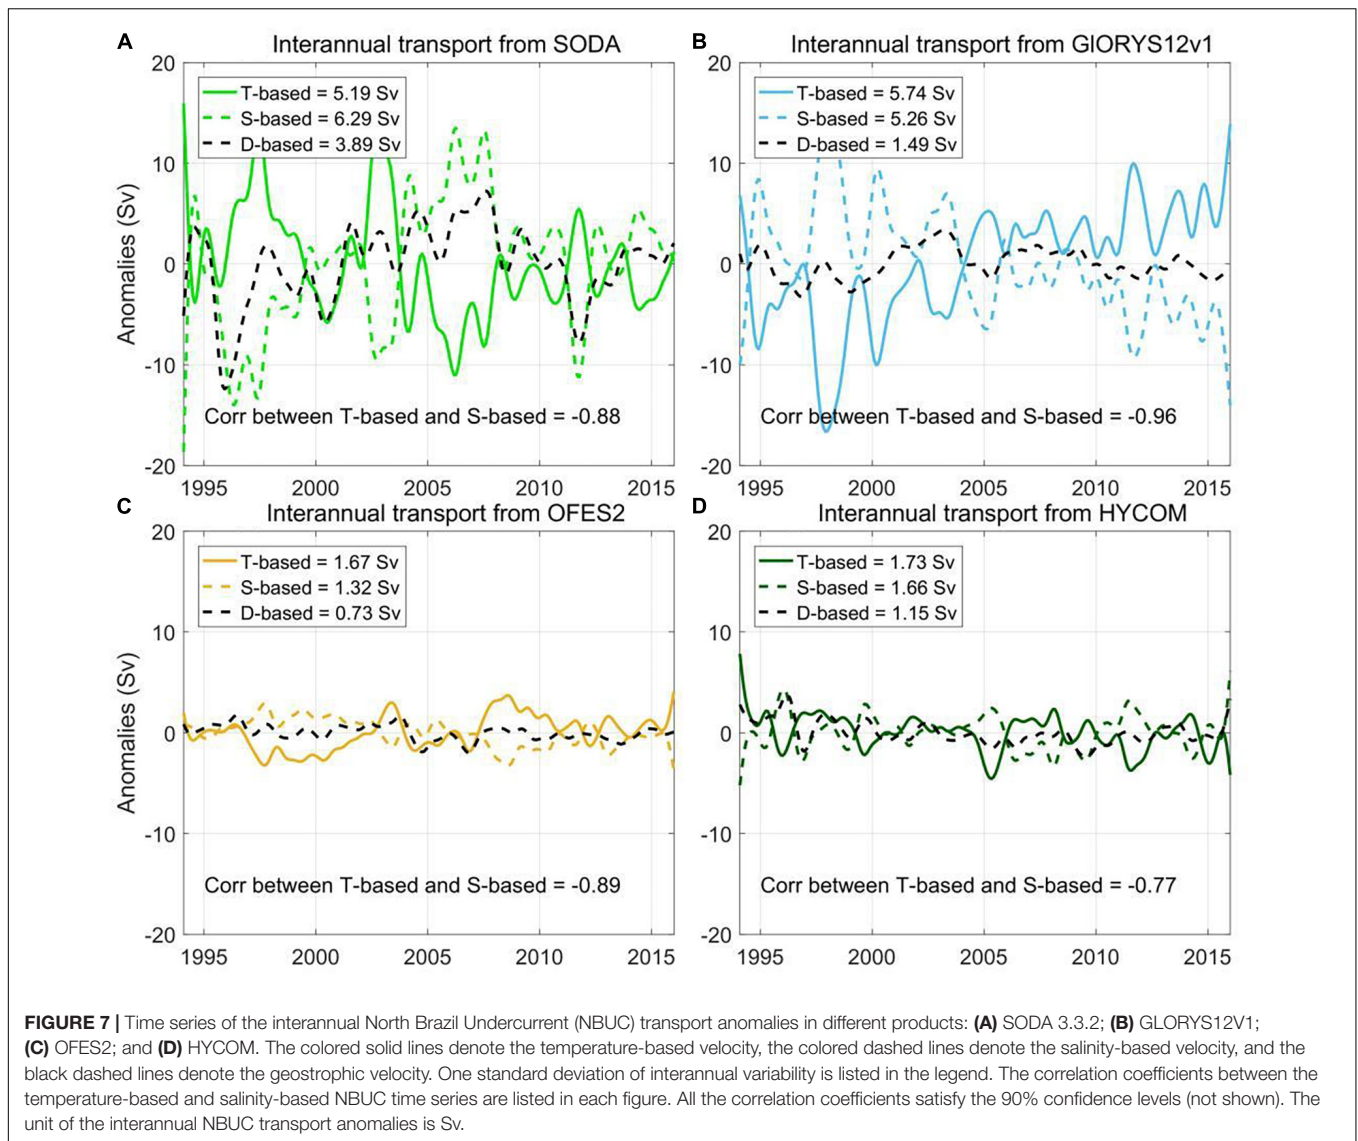 A
Interannual transport from SODA
20
10
0
-10
-20
Anomalies (Sv)
T-based = 5.19 Sv
S-based = 6.29 Sv
D-based = 3.89 Sv
Corr between T-based and S-based = -0.88
1995 2000 2005 2010 2015
B
Interannual transport from GlORYS12v1
20
10
0
-10
-20
T-based = 5.74 Sv
S-based = 5.26 Sv
D-based = 1.49 Sv
Corr between T-based and S-based = -0.96
1995 2000 2005 2010 2015
C
Interannual transport from OFES2
20
10
0
-10
-20
Anomalies (Sv)
T-based = 1.67 Sv
S-based = 1.32 Sv
D-based = 0.73 Sv
Corr between T-based and S-based = -0.89
1995 2000 2005 2010 2015
D
Interannual transport from HYCOM
20
10
0
-10
-20
T-based = 1.73 Sv
S-based = 1.66 Sv
D-based = 1.15 Sv
Corr between T-based and S-based = -0.77
1995 2000 2005 2010 2015
FIGURE 7 | Time series of the interannual North Brazil Undercurrent (NBUC) transport anomalies in different products: (A) SODA 3.3.2; (B) GLORYS12V1;
(C) OFES2; and (D) HYCOM. The colored solid lines denote the temperature-based velocity, the colored dashed lines denote the salinity-based velocity, and the
black dashed lines denote the geostrophic velocity. One standard deviation of interannual variability is listed in the legend. The correlation coefficients between the
temperature-based and salinity-based NBUC time series are listed in each figure. All the correlation coefficients satisfy the 90% confidence levels (not shown). The
unit of the interannual NBUC transport anomalies is Sv.